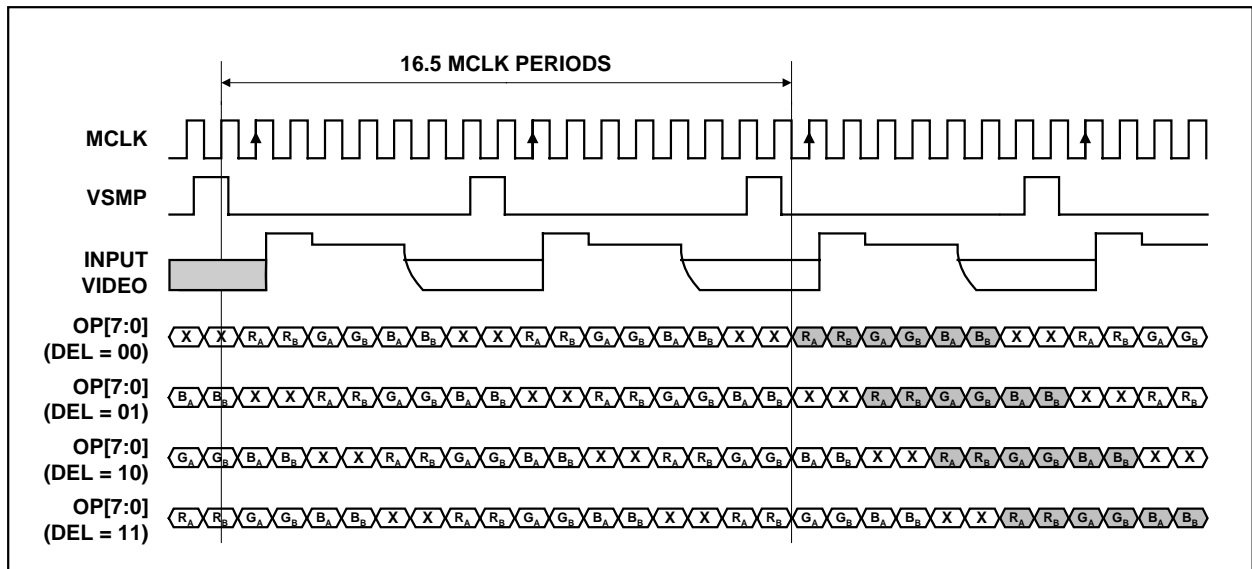 16.5 MCLK PERIODS
MCLK
VSMP
INPUT
VIDEO
OP[7:0]
(DEL = 00)
X X RA RB GA GB BA BB X X RA RB GA GB BA BB X X RA RB GA GB BA BB X X RA RB GA GB
OP[7:0]
(DEL = 01)
BA BB X X RA RB GA GB BA BB X X RA RB GA GB BA BB X X RA RB GA GB BA BB X X RA RB
OP[7:0]
(DEL = 10)
GA GB BA BB X X RA RB GA GB BA BB X X RA RB GA GB BA BB X X RA RB GA GB BA BB X X
OP[7:0]
(DEL = 11)
RA RB GA GB BA BB X X RA RB GA GB BA BB X X RA RB GA GB BA BB X X RA RB GA GB BA BB